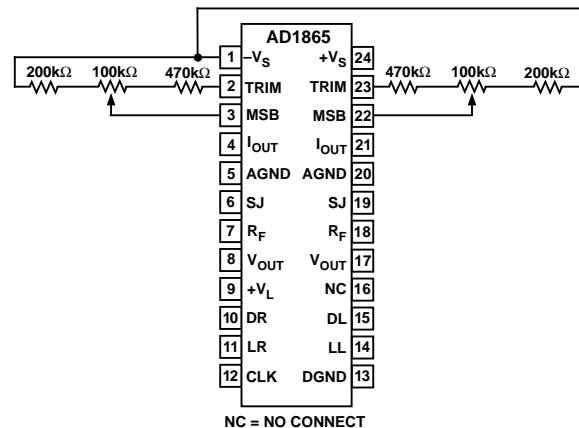 AD1865
1 –VS +VS 24
200kΩ 100kΩ 470kΩ 2 TRIM TRIM 23 470kΩ 100kΩ 200kΩ
3 MSB MSB 22
4 IOUT IOUT 21
5 AGND AGND 20
6 SJ SJ 19
7 RF RF 18
8 VOUT VOUT 17
9 +VL NC 16
10 DR DL 15
11 LR LL 14
12 CLK DGND 13
NC = NO CONNECT